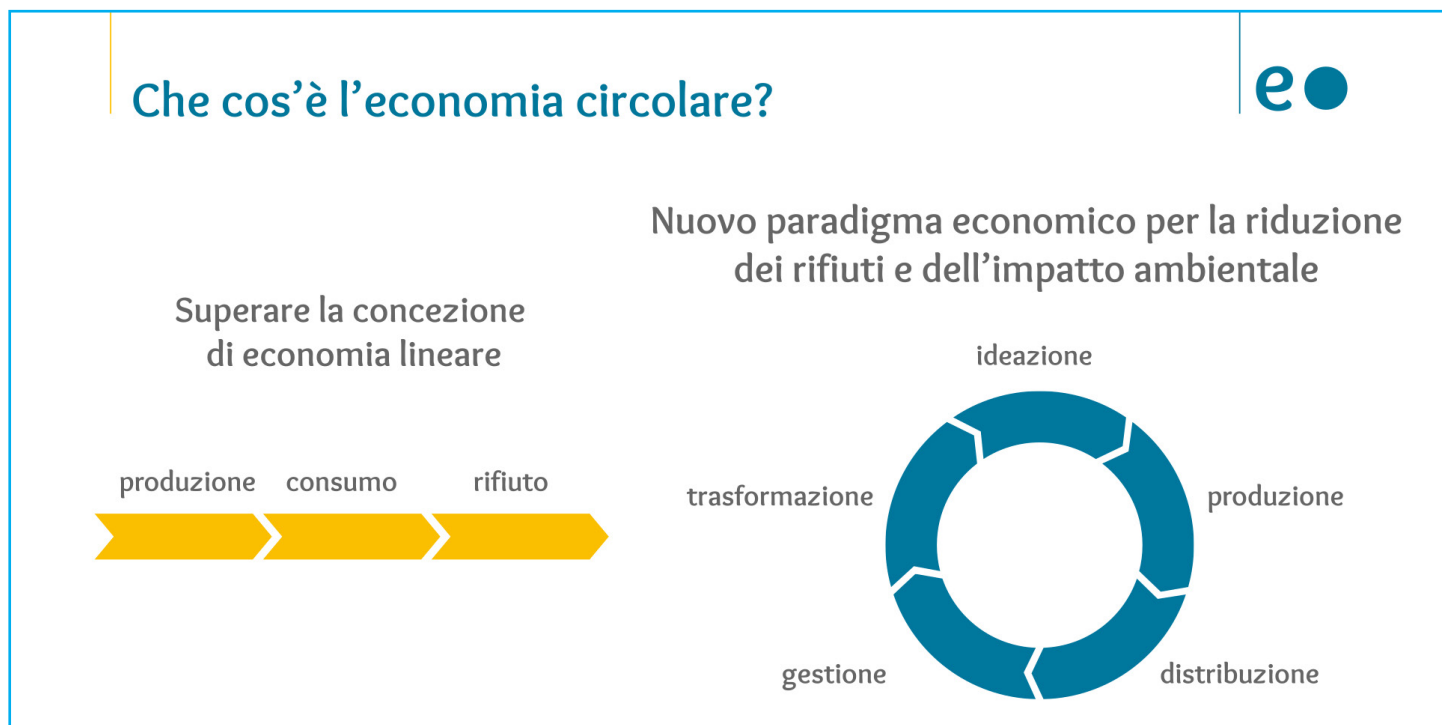 Che cos’è l’economia circolare?
e
Superare la concezione
di economia lineare
produzione
consumo
rifiuto
Nuovo paradigma economico per la riduzione
dei rifiuti e dell’impatto ambientale
ideazione
produzione
distribuzione
gestione
trasformazione